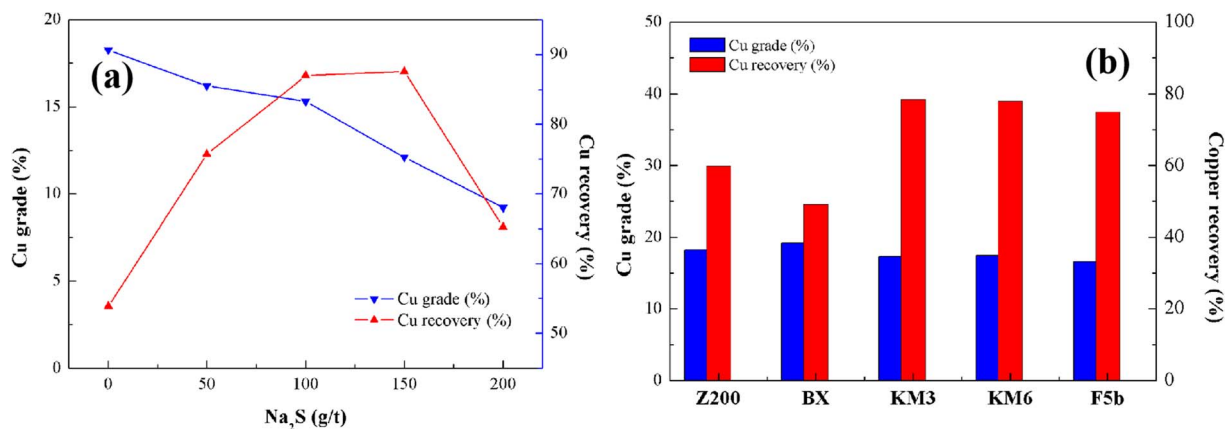 20
15
10
5
0
Cu grade (%)
(a)
90
80
70
60
50
Cu recovery (%)
Cu grade (%)
Cu recovery (%)
0 50 100 150 200
Na₂S (g/t)
50
40
30
20
10
0
Cu grade (%)
Cu grade (%)
Cu recovery (%)
(b)
100
80
60
40
20
0
Copper recovery (%)
Z200 BX KM3 KM6 F5b